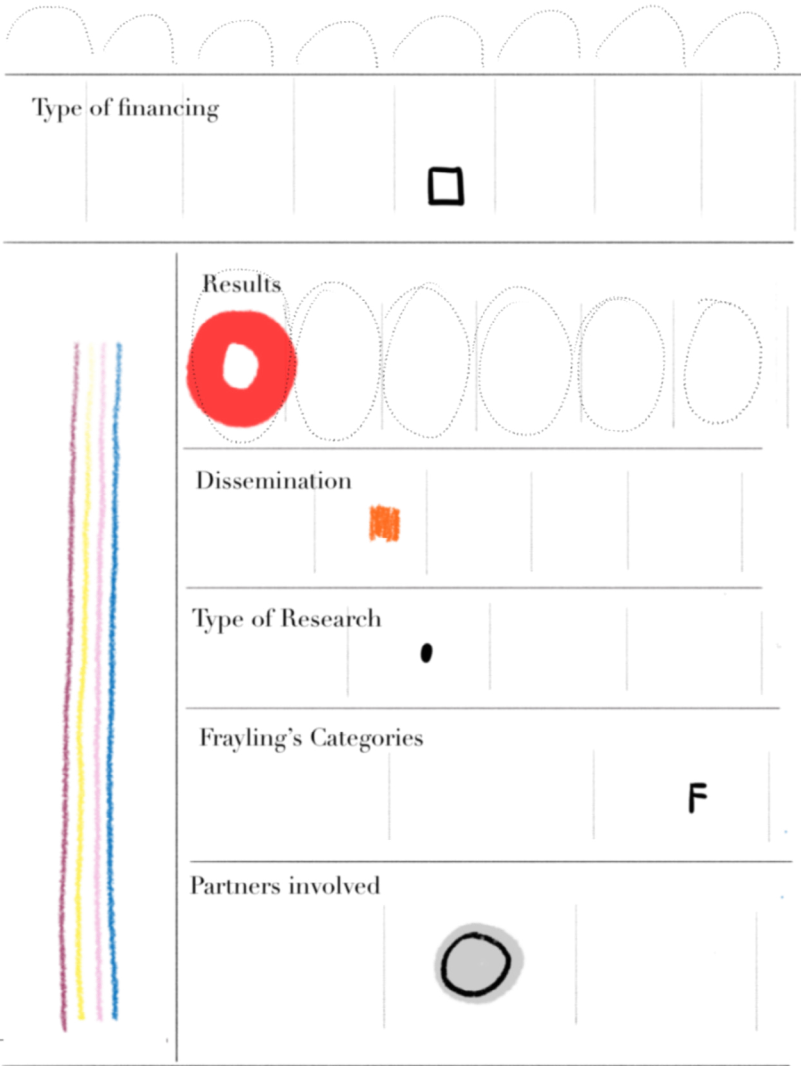 Type of financing
Results
Dissemination
Type of Research
Frayling’s Categories
F
Partners involved